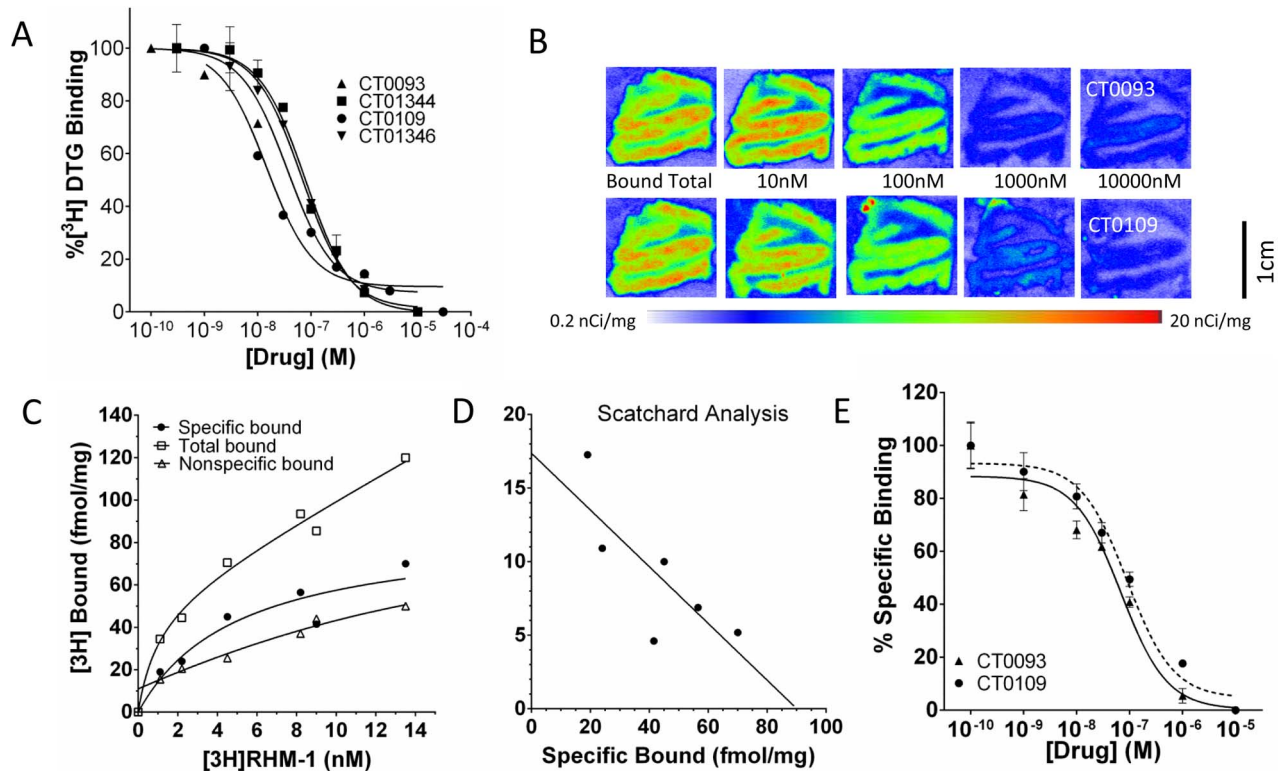 A
%[³H] DTG Binding
120
100
80
60
40
20
0
CT0093
CT01344
CT0109
CT01346
10⁻¹⁰ 10⁻⁹ 10⁻⁸ 10⁻⁷ 10⁻⁶ 10⁻⁵ 10⁻⁴
[Drug] (M)
B
CT0093
Bound Total 10nM 100nM 1000nM 10000nM
CT0109
1cm
0.2 nCi/mg 20 nCi/mg
C
[3H] Bound (fmol/mg)
140
120
100
80
60
40
20
0
Specific bound
Total bound
Nonspecific bound
0 2 4 6 8 10 12 14
[3H]RHM-1 (nM)
D
Scatchard Analysis
20
15
10
5
0
0 20 40 60 80 100
Specific Bound (fmol/mg)
E
% Specific Binding
120
100
80
60
40
20
0
CT0093
CT0109
10⁻¹⁰ 10⁻⁹ 10⁻⁸ 10⁻⁷ 10⁻⁶ 10⁻⁵
[Drug] (M)